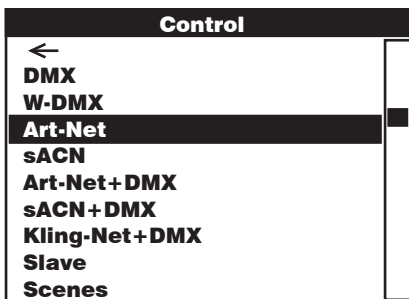 Control
←
DMX
W-DMX
Art-Net
sACN
Art-Net+DMX
sACN+DMX
Kling-Net+DMX
Slave
Scenes